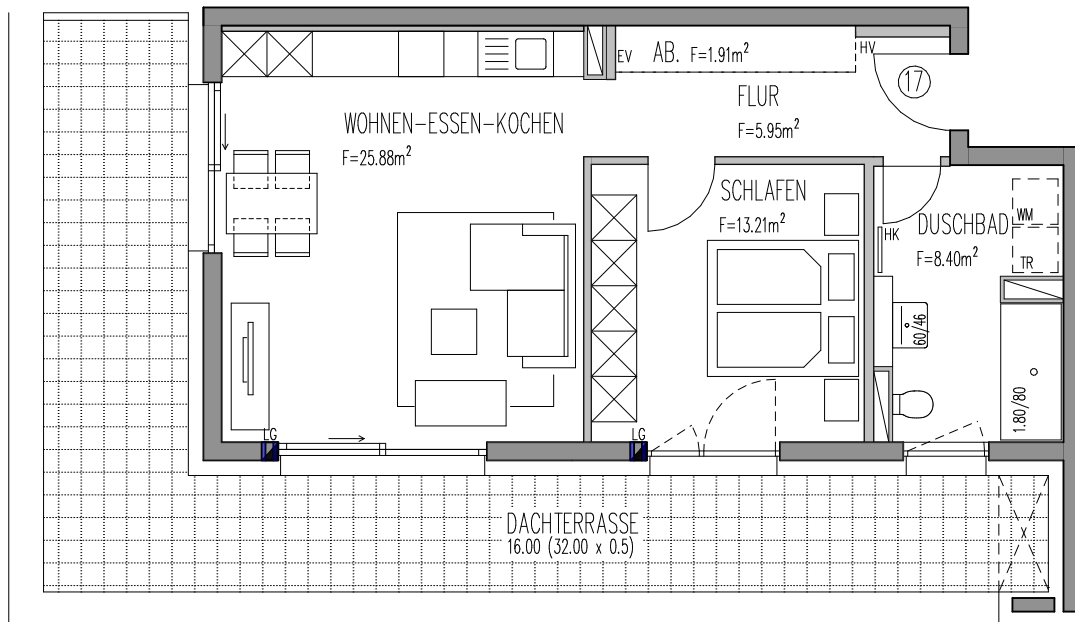 EV
AB. F=1.91m²
HV
17
FLUR
F=5.95m²
WOHNEN-ESSEN-KOCHEN
F=25.88m²
SCHLAFEN
F=13.21m²
DUSCHBAD
F=8.40m²
WM
TR
HK
60/46
1.80/80
LG
LG
DACHTERRASSE
16.00 (32.00 x 0.5)